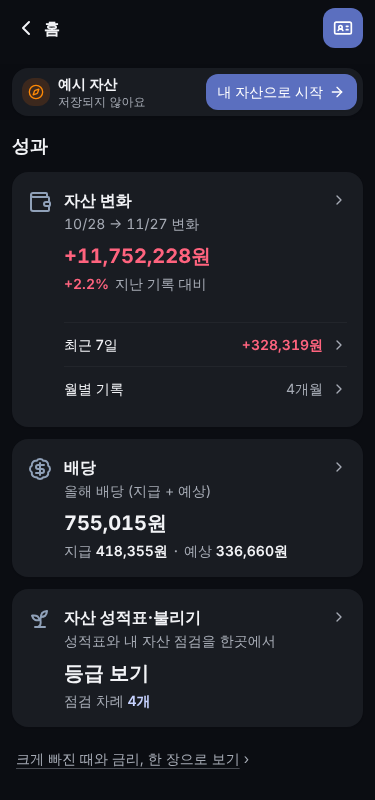 홈
예시 자산
저장되지 않아요
내 자산으로 시작 →
성과
자산 변화
10/28 → 11/27 변화
+11,752,228원
+2.2% 지난 기록 대비
최근 7일 +328,319원
월별 기록 4개월
배당
올해 배당 (지급 + 예상)
755,015원
지급 418,355원 · 예상 336,660원
자산 성적표·불리기
성적표와 내 자산 점검을 한곳에서
등급 보기
점검 차례 4개
크게 빠진 때와 금리, 한 장으로 보기 ›